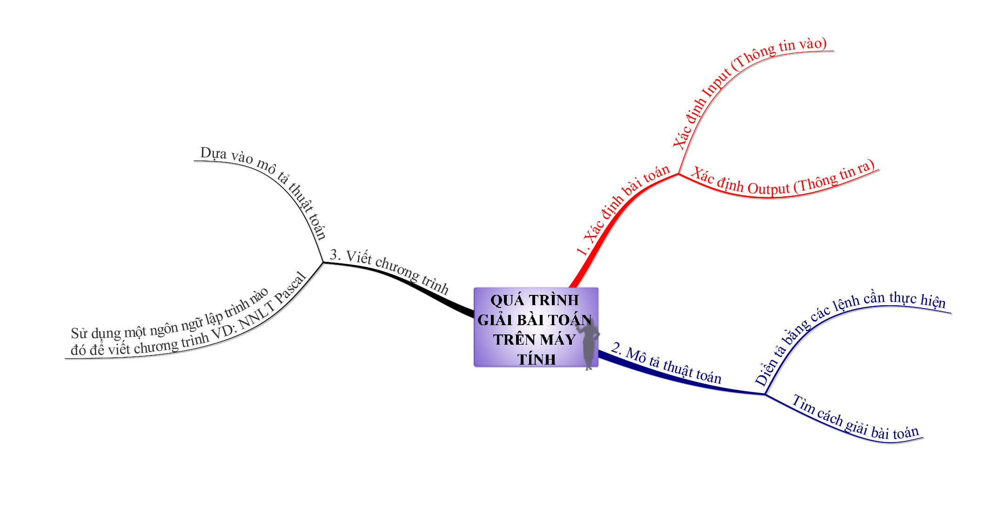 QUÁ TRÌNH
GIẢI BÀI TOÁN
TRÊN MÁY
TÍNH
1. Xác định bài toán
Xác định Input (Thông tin vào)
Xác định Output (Thông tin ra)
2. Mô tả thuật toán
Diển tả bằng các lệnh cần thực hiện
Tìm cách giải bài toán
3. Viết chương trình
Dựa vào mô tả thuật toán
Sử dụng một ngôn ngữ lập trình nào
đó để viết chương trình VD: NNLT Pascal